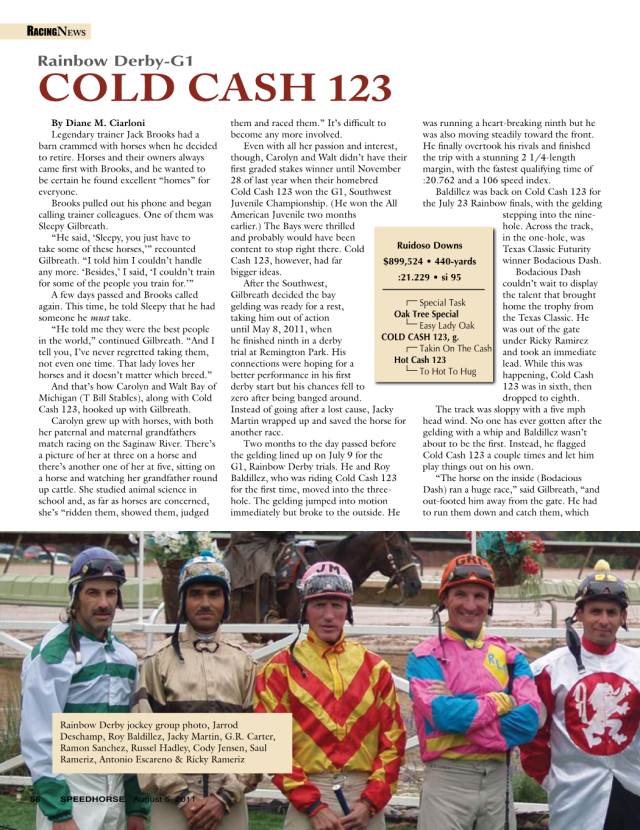 RACINGNEWS
Rainbow Derby-G1
COLD CASH 123
By Diane M. Ciarloni
Legendary trainer Jack Brooks had a
barn crammed with horses when he decided
to retire. Horses and their owners always
came first with Brooks, and he wanted to
be certain he found excellent “homes” for
everyone.
Brooks pulled out his phone and began
calling trainer colleagues. One of them was
Sleepy Gilbreath.
“He said, ‘Sleepy, you just have to
take some of these horses,’” recounted
Gilbreath. “I told him I couldn’t handle
any more. ‘Besides,’ I said, ‘I couldn’t train
for some of the people you train for.’”
A few days passed and Brooks called
again. This time, he told Sleepy that he had
someone he must take.
“He told me they were the best people
in the world,” continued Gilbreath. “And I
tell you, I’ve never regretted taking them,
not even one time. That lady loves her
horses and it doesn’t matter which breed.”
And that’s how Carolyn and Walt Bay of
Michigan (T Bill Stables), along with Cold
Cash 123, hooked up with Gilbreath.
Carolyn grew up with horses, with both
her paternal and maternal grandfathers
match racing on the Saginaw River. There’s
a picture of her at three on a horse and
there’s another one of her at five, sitting on
a horse and watching her grandfather round
up cattle. She studied animal science in
school and, as far as horses are concerned,
she’s “ridden them, showed them, judged
them and raced them.” It’s difficult to
become any more involved.
Even with all her passion and interest,
though, Carolyn and Walt didn’t have their
first graded stakes winner until November
28 of last year when their homebred
Cold Cash 123 won the G1, Southwest
Juvenile Championship. (He won the All
American Juvenile two months
earlier.) The Bays were thrilled
and probably would have been
content to stop right there. Cold
Cash 123, however, had far
bigger ideas.
After the Southwest,
Gilbreath decided the bay
gelding was ready for a rest,
taking him out of action
until May 8, 2011, when
he finished ninth in a derby
trial at Remington Park. His
connections were hoping for a
better performance in his first
derby start but his chances fell to
zero after being banged around.
Instead of going after a lost cause, Jacky
Martin wrapped up and saved the horse for
another race.
Two months to the day passed before
the gelding lined up on July 9 for the
G1, Rainbow Derby trials. He and Roy
Baldillez, who was riding Cold Cash 123
for the first time, moved into the three-
hole. The gelding jumped into motion
immediately but broke to the outside. He
was running a heart-breaking ninth but he
was also moving steadily toward the front.
He finally overtook his rivals and finished
the trip with a stunning 2 1/4-length
margin, with the fastest qualifying time of
:20.762 and a 106 speed index.
Baldillez was back on Cold Cash 123 for
the July 23 Rainbow finals, with the gelding
stepping into the nine-
hole. Across the track,
in the one-hole, was
Texas Classic Futurity
winner Bodacious Dash.
Bodacious Dash
couldn’t wait to display
the talent that brought
home the trophy from
the Texas Classic. He
was out of the gate
under Ricky Ramirez
and took an immediate
lead. While this was
happening, Cold Cash
123 was in sixth, then
dropped to eighth.
The track was sloppy with a five mph
head wind. No one has ever gotten after the
gelding with a whip and Baldillez wasn’t
about to be the first. Instead, he flagged
Cold Cash 123 a couple times and let him
play things out on his own.
“The horse on the inside (Bodacious
Dash) ran a huge race,” said Gilbreath, “and
out-footed him away from the gate. He had
to run them down and catch them, which
Ruidoso Downs
$899,524 • 440-yards
:21.229 • si 95
Special Task
Oak Tree Special
Easy Lady Oak
COLD CASH 123, g.
Takin On The Cash
Hot Cash 123
To Hot To Hug
JM
GRC
RL
Rainbow Derby jockey group photo, Jarrod
Deschamp, Roy Baldillez, Jacky Martin, G.R. Carter,
Ramon Sanchez, Russel Hadley, Cody Jensen, Saul
Rameriz, Antonio Escareno & Ricky Rameriz
56 SPEEDHORSE, August 5, 2011